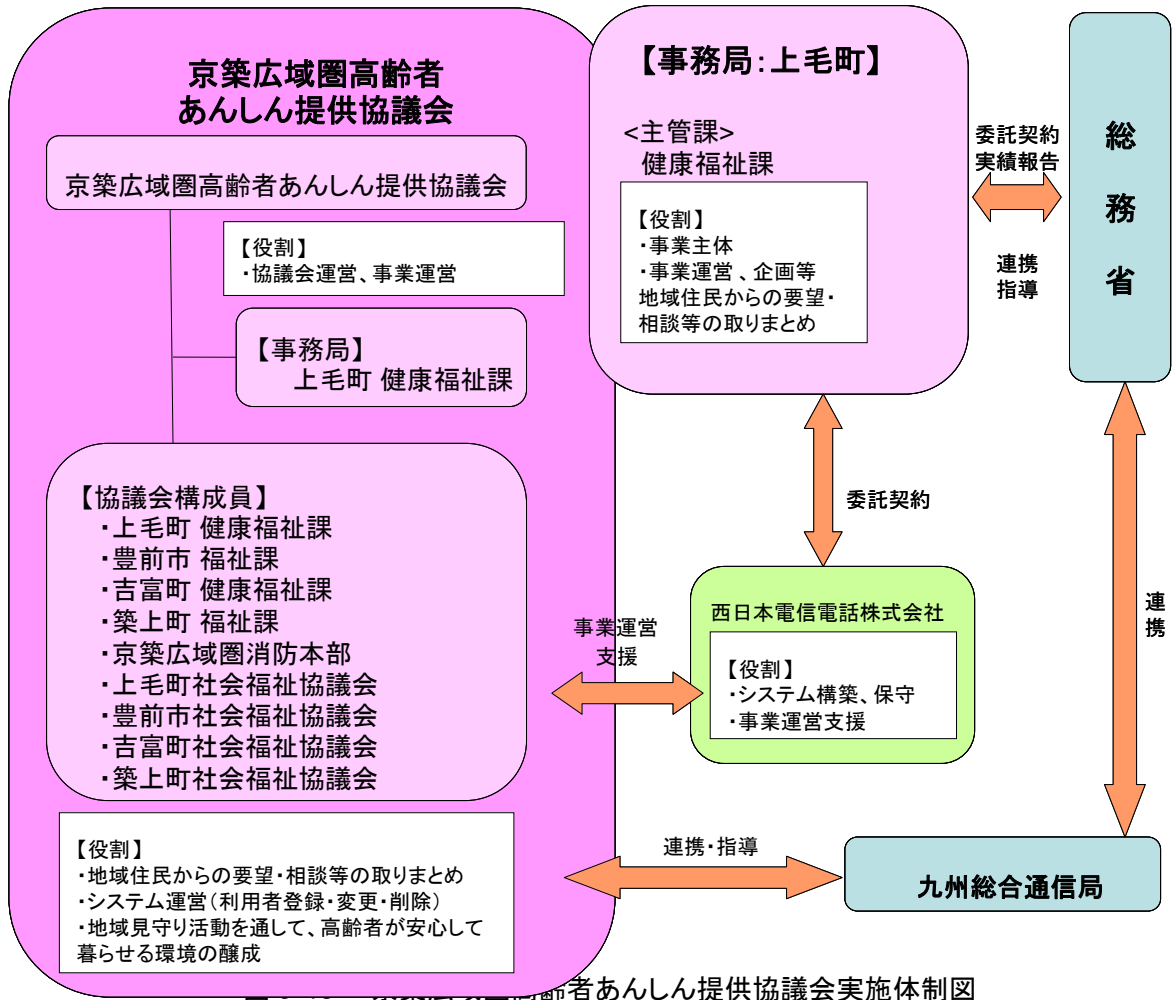 京築広域圏高齢者
あんしん提供協議会
京築広域圏高齢者あんしん提供協議会
【役割】
・協議会運営、事業運営
【事務局】
上毛町 健康福祉課
【協議会構成員】
・上毛町 健康福祉課
・豊前市 福祉課
・吉富町 健康福祉課
・築上町 福祉課
・京築広域圏消防本部
・上毛町社会福祉協議会
・豊前市社会福祉協議会
・吉富町社会福祉協議会
・築上町社会福祉協議会
【役割】
・地域住民からの要望・相談等の取りまとめ
・システム運営(利用者登録・変更・削除)
・地域見守り活動を通して、高齢者が安心して
暮らせる環境の醸成
【事務局:上毛町】
<主管課>
健康福祉課
【役割】
・事業主体
・事業運営 、企画等
地域住民からの要望・
相談等の取りまとめ
委託契約
実績報告
連携
指導
総務省
委託契約
事業運営
支援
西日本電信電話株式会社
【役割】
・システム構築、保守
・事業運営支援
連携
連携・指導
九州総合通信局
高齢者あんしん提供協議会実施体制図